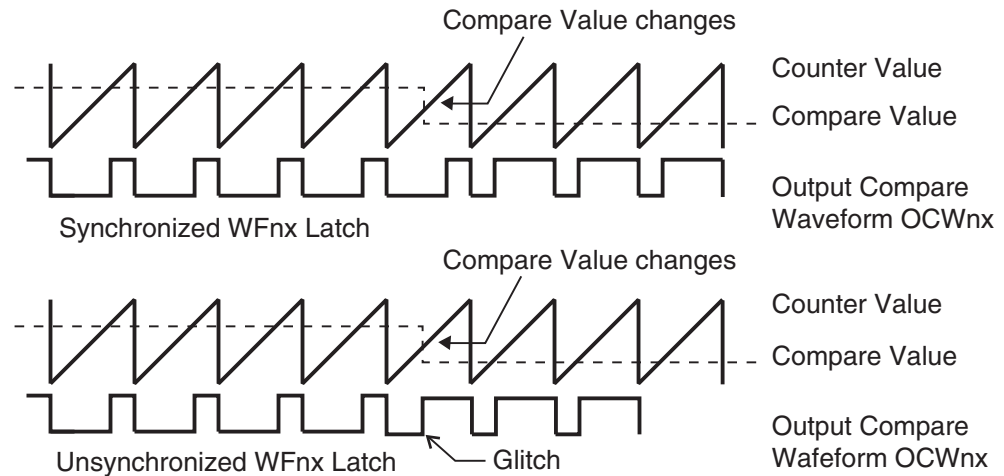 Compare Value changes
Counter Value
Compare Value
Output Compare
Waveform OCWnx
Synchronized WFnx Latch
Compare Value changes
Counter Value
Compare Value
Output Compare
Wafeform OCWnx
Unsynchronized WFnx Latch
Glitch